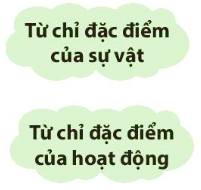 Từ chỉ đặc điểm
của sự vật
Từ chỉ đặc điểm
của hoạt động